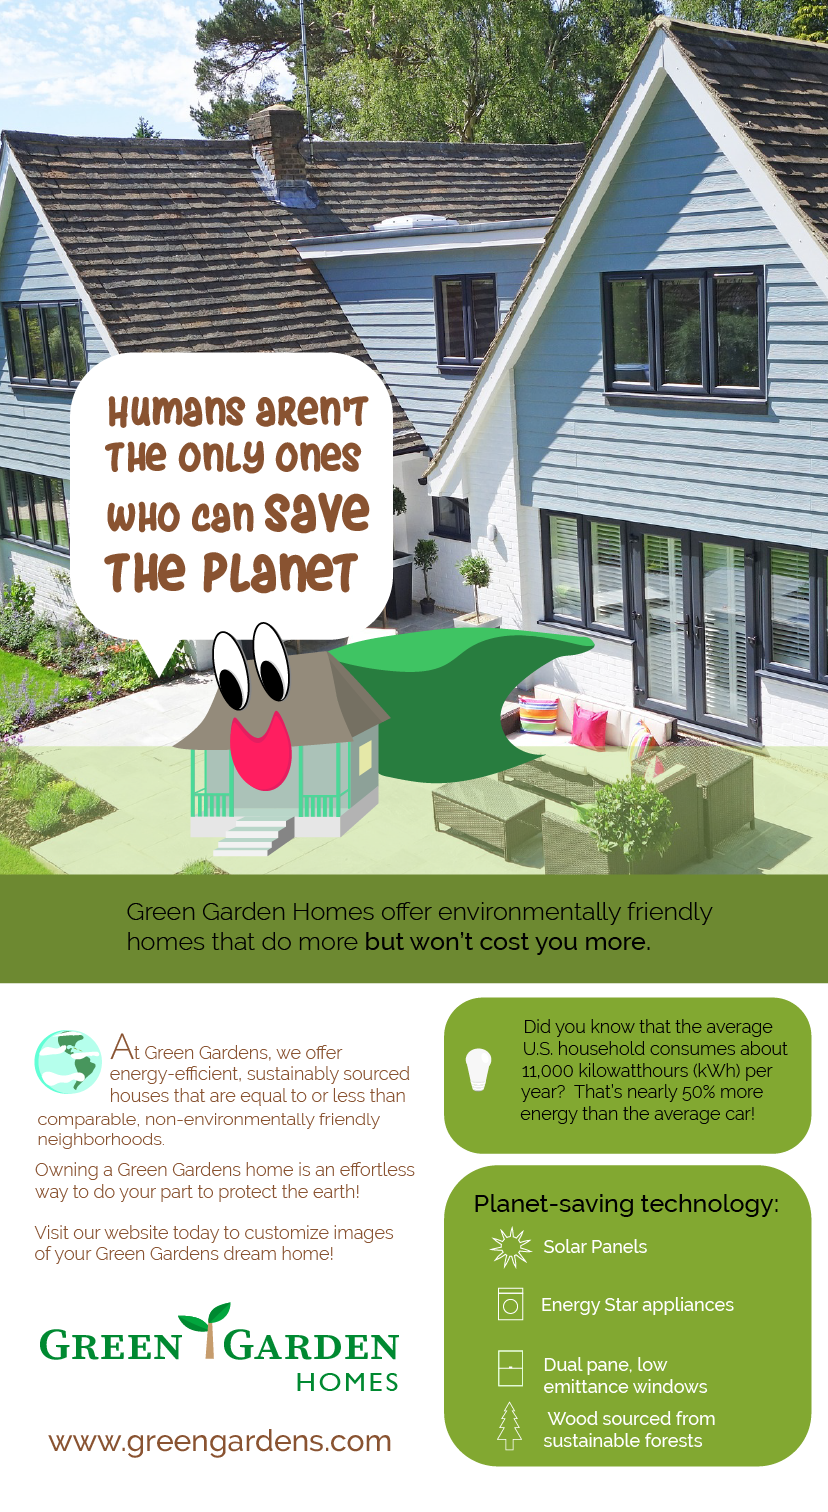 Humans aren't
the only ones
who can save
the planet
Green Garden Homes offer environmentally friendly
homes that do more but won't cost you more.
At Green Gardens, we offer
energy-efficient, sustainably sourced
houses that are equal to or less than
comparable, non-environmentally friendly
neighborhoods.
Owning a Green Gardens home is an effortless
way to do your part to protect the earth!
Visit our website today to customize images
of your Green Gardens dream home!
GREEN GARDEN
HOMES
www.greengardens.com
Did you know that the average
U.S. household consumes about
11,000 kilowatthours (kWh) per
year? That's nearly 50% more
energy than the average car!
Planet-saving technology:
Solar Panels
Energy Star appliances
Dual pane, low
emittance windows
Wood sourced from
sustainable forests